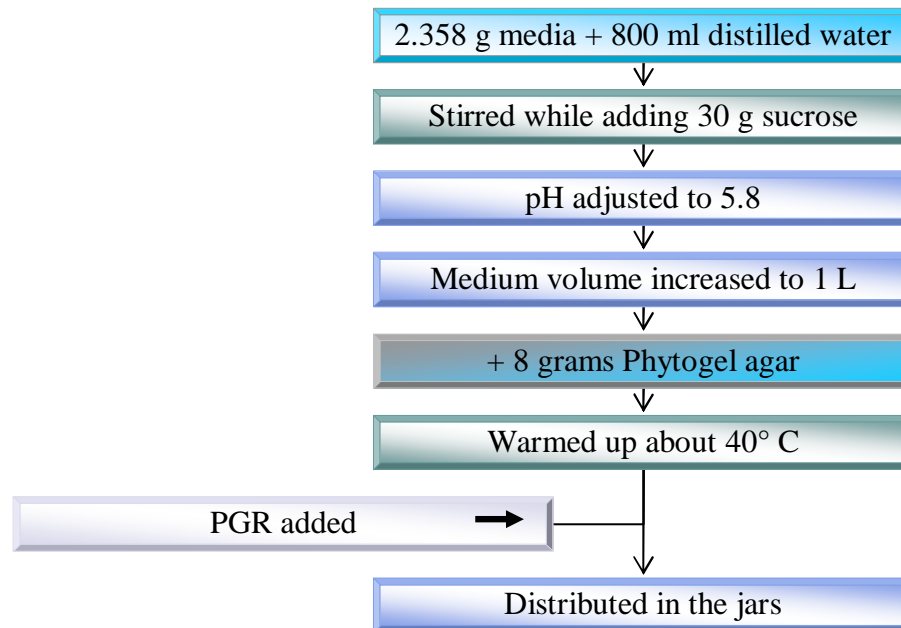 2.358 g media + 800 ml distilled water
Stirred while adding 30 g sucrose
pH adjusted to 5.8
Medium volume increased to 1 L
+ 8 grams Phytogel agar
Warmed up about 40° C
PGR added
Distributed in the jars